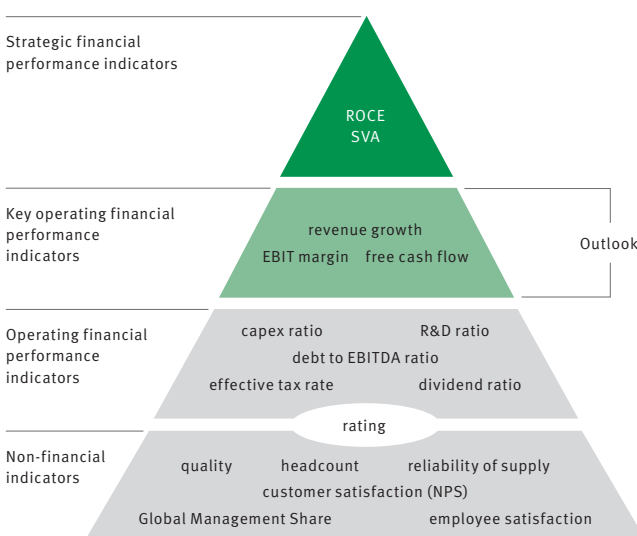 Strategic financial
performance indicators
ROCE
SVA
Key operating financial
performance
indicators
revenue growth
EBIT margin free cash flow
Outlook
Operating financial
performance
indicators
capex ratio R&D ratio
debt to EBITDA ratio
effective tax rate dividend ratio
rating
Non-financial
indicators
quality headcount reliability of supply
customer satisfaction (NPS)
Global Management Share employee satisfaction